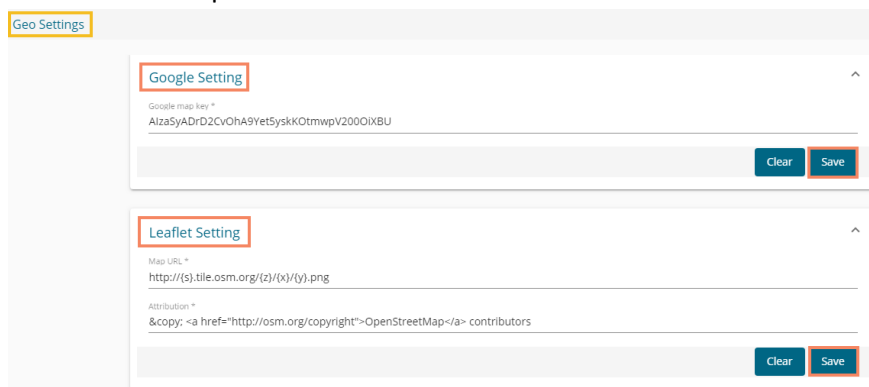 Geo Settings
Google Setting
Google map key *
AIzaSyADrD2CvOhA9Yet5yskKOtmwpV200OiXBU
Clear Save
Leaflet Setting
Map URL *
http://{s}.tile.osm.org/{z}/{x}/{y}.png
Attribution *
&copy; <a href="http://osm.org/copyright">OpenStreetMap</a> contributors
Clear Save